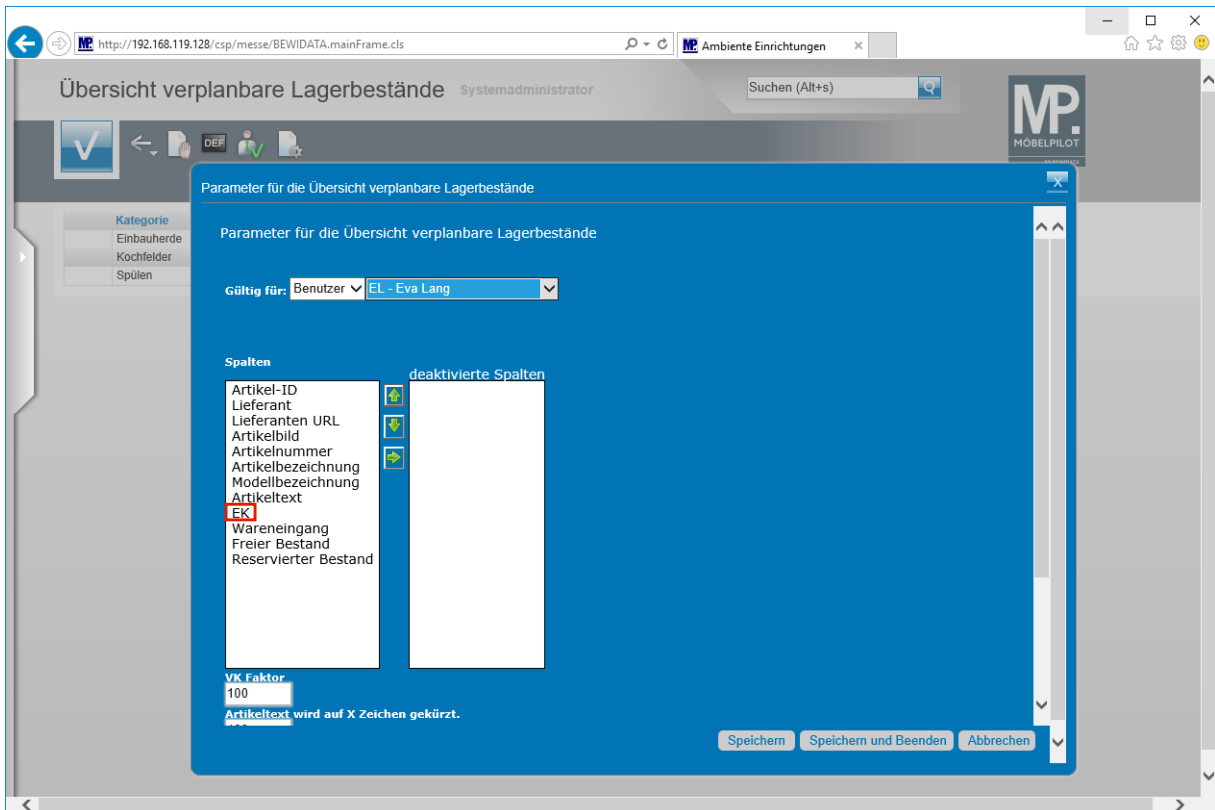 http://192.168.119.128/csp/messe/BEWIDATA.mainFrame.cls
MP. Ambiente Einrichtungen
Übersicht verplanbare Lagerbestände Systemadministrator
Suchen (Alt+s)
MP.
MÖBELPILOT
DEF
Parameter für die Übersicht verplanbare Lagerbestände
X
Kategorie
Einbauherde
Kochfelder
Spülen
Parameter für die Übersicht verplanbare Lagerbestände
Gültig für: Benutzer EL - Eva Lang
Spalten
deaktivierte Spalten
Artikel-ID
Lieferant
Lieferanten URL
Artikelbild
Artikelnummer
Artikelbezeichnung
Modellbezeichnung
Artikeltext
EK
Wareneingang
Freier Bestand
Reservierter Bestand
VK Faktor
100
Artikeltext wird auf X Zeichen gekürzt.
Speichern Speichern und Beenden Abbrechen